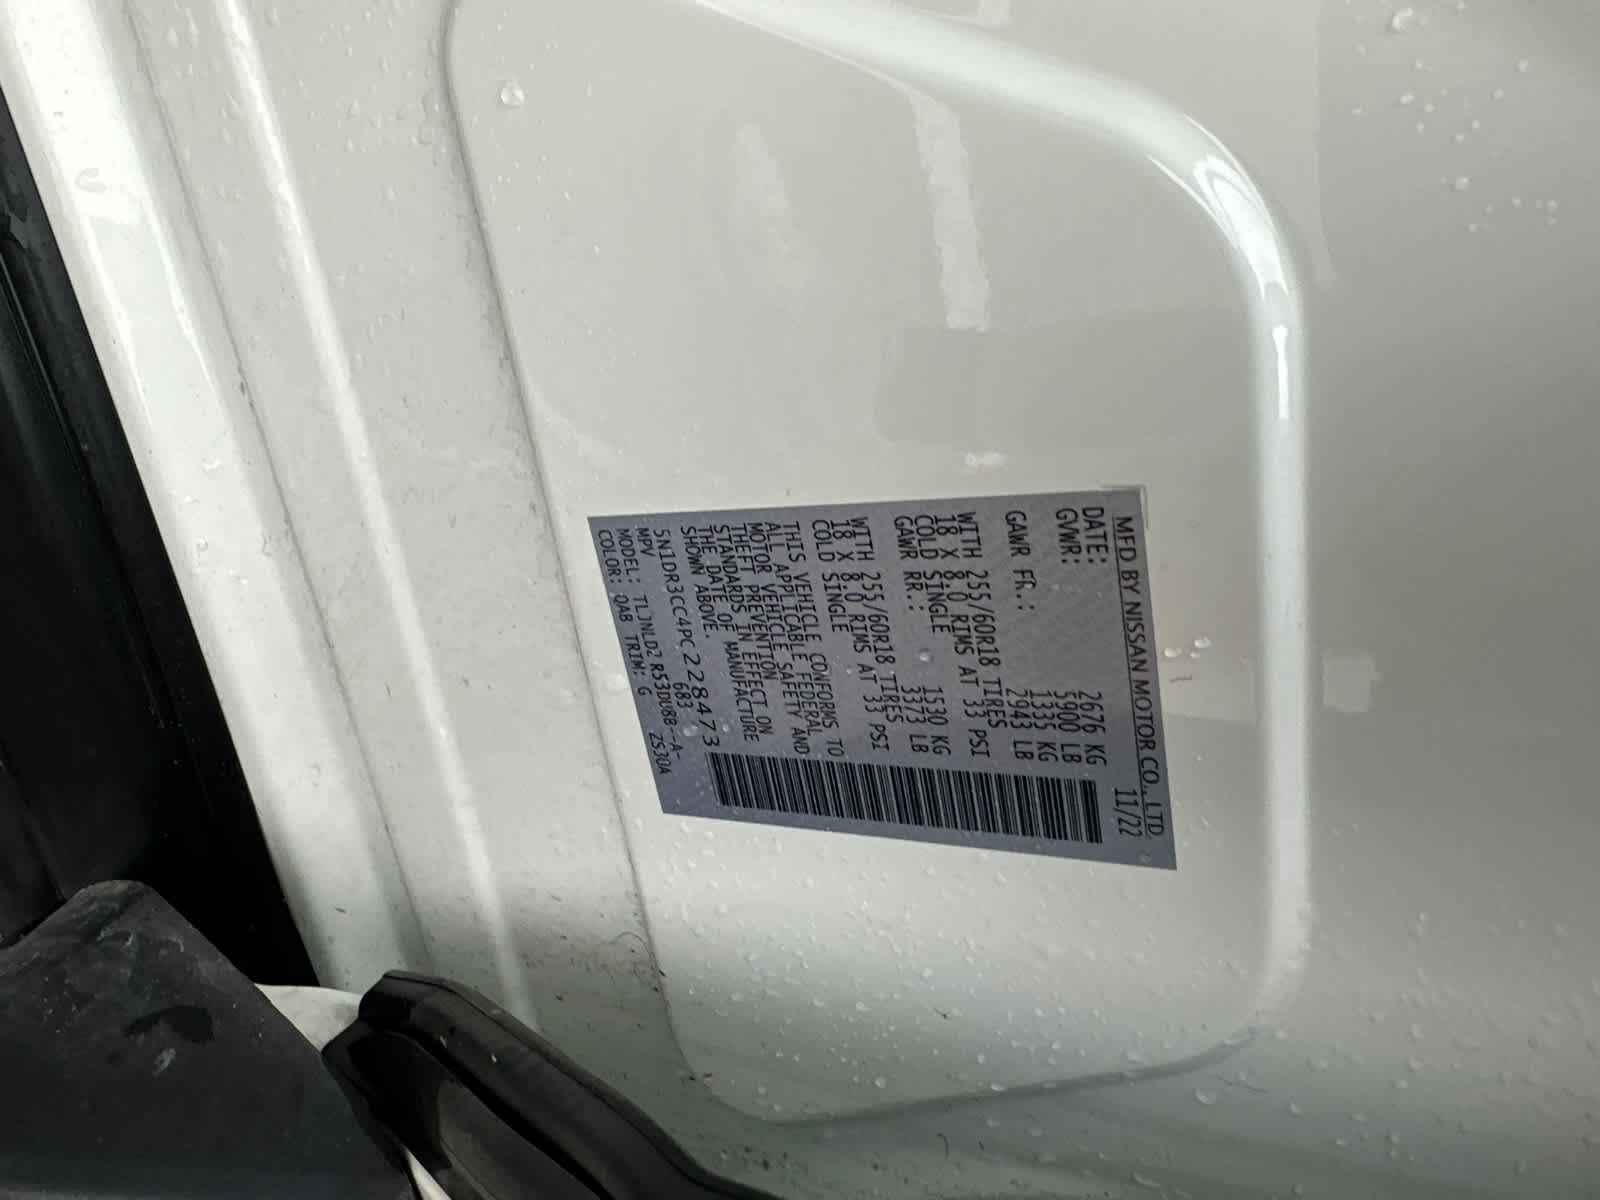 MFD BY NISSAN MOTOR CO., LTD.
DATE: 11/22
GVWR: 2676 KG
5900 LB
GAWR FR.: 1335 KG
2943 LB
WITH 255/60R18 TIRES
18 X 8.0 RIMS AT 33 PSI
COLD SINGLE
GAWR RR.: 1530 KG
3373 LB
WITH 255/60R18 TIRES
18 X 8.0 RIMS AT 33 PSI
COLD SINGLE
THIS VEHICLE CONFORMS TO
ALL APPLICABLE FEDERAL
MOTOR VEHICLE SAFETY AND
THEFT PREVENTION
STANDARDS IN EFFECT ON
THE DATE OF MANUFACTURE
SHOWN ABOVE.
5N1DR3CC4PC228473
MPV 683
MODEL: TLJNLD2 R53DU8B--A-
COLOR: QAB TRIM: G ZS30A